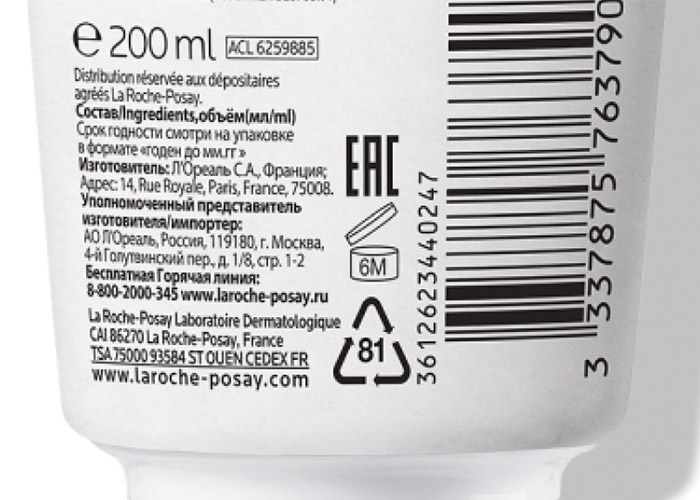 ℮ 200 ml ACL 6259885
Distribution réservée aux dépositaires
agréés La Roche-Posay.
Состав/Ingredients,объём(мл/ml)
Срок годности смотри на упаковке
в формате «годен до мм.гг »
Изготовитель: Л'Ореаль С.А., Франция;
Адрес: 14, Rue Royale, Paris, France, 75008.
Уполномоченный представитель
изготовителя/импортер:
АО Л'Ореаль, Россия, 119180, г. Москва,
4-й Голутвинский пер., д. 1/8, стр. 1-2
Бесплатная Горячая линия:
8-800-2000-345 www.laroche-posay.ru
La Roche-Posay Laboratoire Dermatologique
CAI 86270 La Roche-Posay, France
TSA 75000 93584 ST OUEN CEDEX FR
www.laroche-posay.com
EAC
6M
81
3612623440247
3 337875 763790